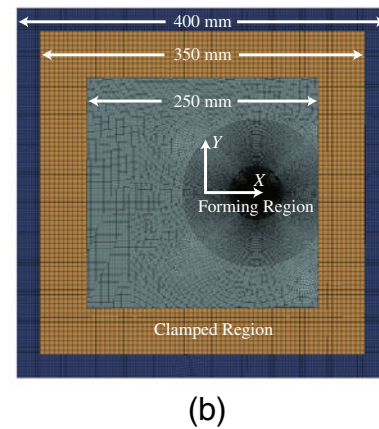 400 mm
350 mm
250 mm
Y
X
Forming Region
Clamped Region
(b)